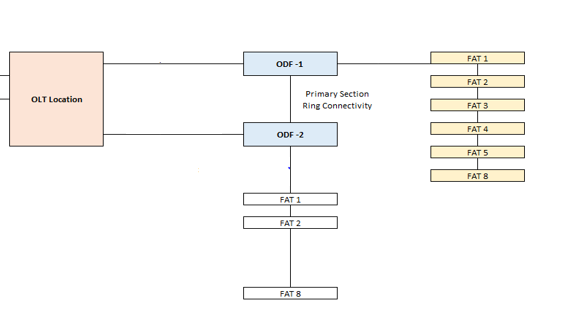 ODF -1
FAT 1
FAT 2
OLT Location
Primary Section
Ring Connectivity
FAT 3
FAT 4
ODF -2
FAT 5
FAT 8
FAT 1
FAT 2
FAT 8